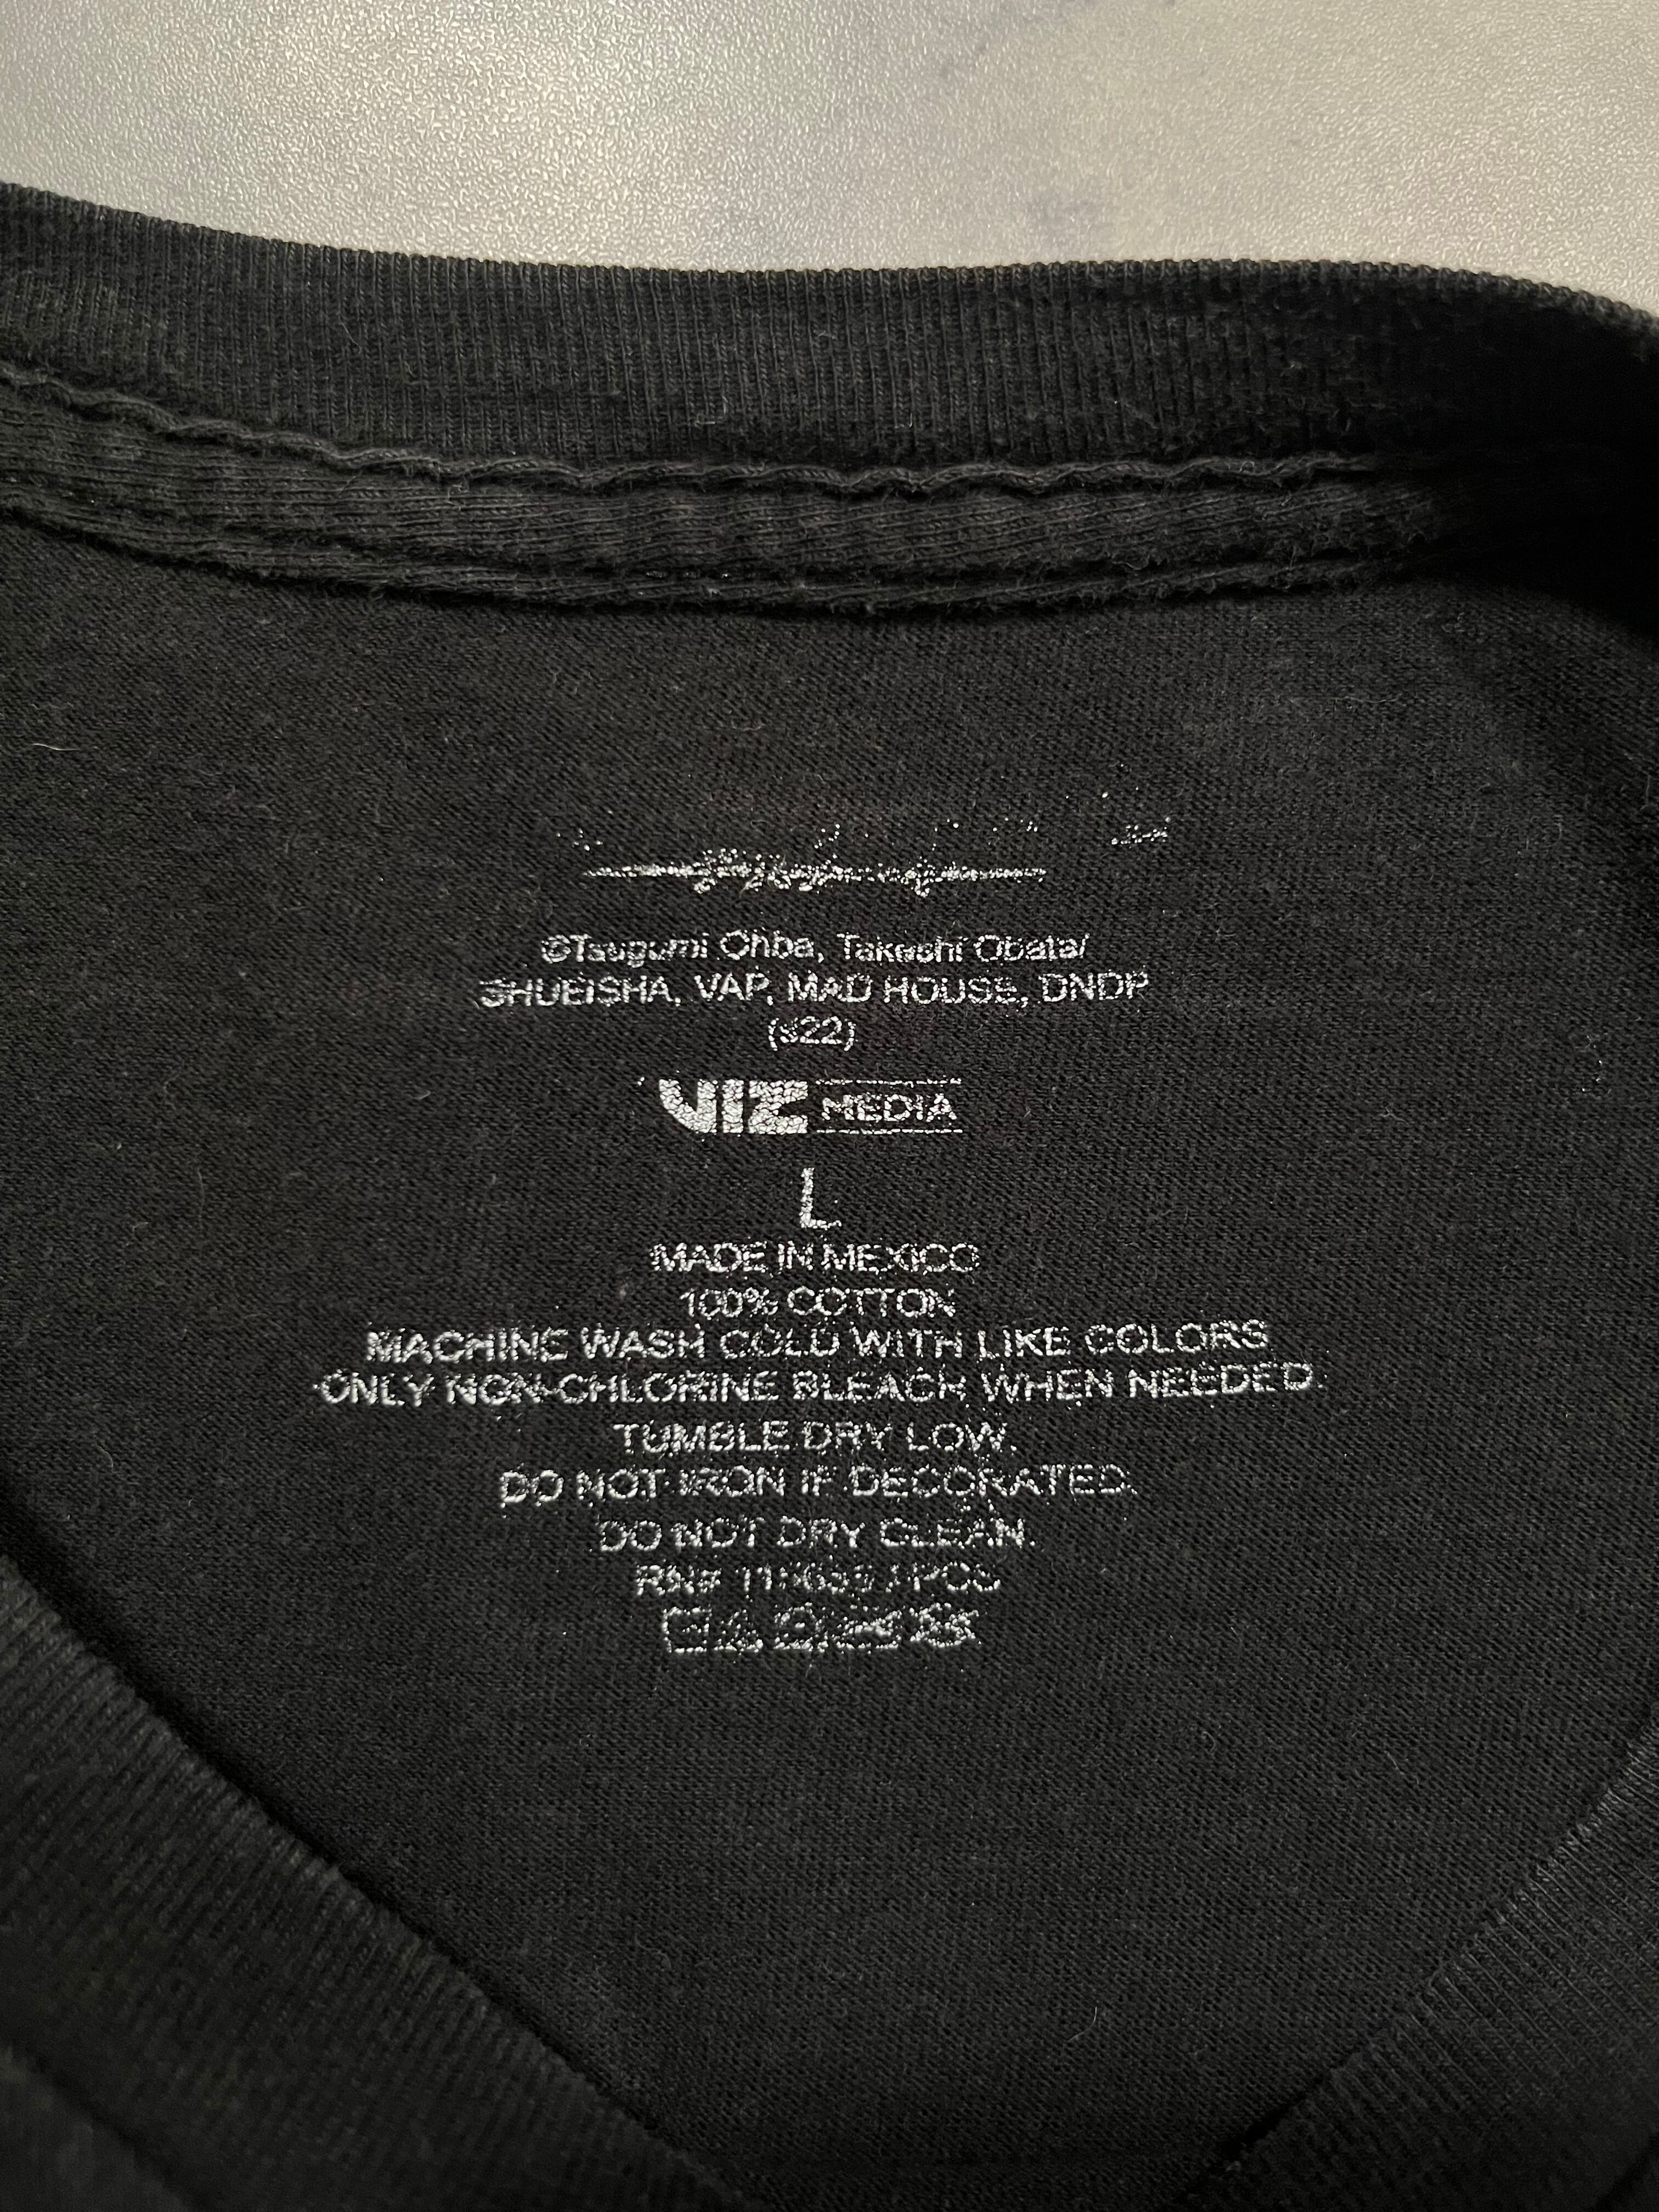 ©Tsugumi Ohba, Takeshi Obata/
SHUEISHA, VAP, MAD HOUSE, DNDP
(s22)
VIZ MEDIA
L
MADE IN MEXICO
100% COTTON
MACHINE WASH COLD WITH LIKE COLORS
ONLY NON-CHLORINE BLEACH WHEN NEEDED.
TUMBLE DRY LOW.
DO NOT IRON IF DECORATED.
DO NOT DRY CLEAN.
RN#